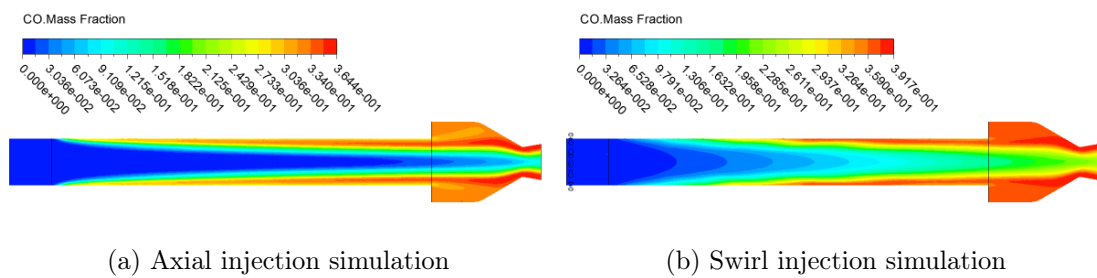 CO.Mass Fraction
0.000e+000
3.036e-002
6.073e-002
9.109e-002
1.215e-001
1.518e-001
1.822e-001
2.125e-001
2.429e-001
2.733e-001
3.036e-001
3.340e-001
3.644e-001
CO.Mass Fraction
0.000e+000
3.264e-002
6.528e-002
9.791e-002
1.306e-001
1.632e-001
1.958e-001
2.285e-001
2.611e-001
2.937e-001
3.264e-001
3.590e-001
3.917e-001
(a) Axial injection simulation
(b) Swirl injection simulation